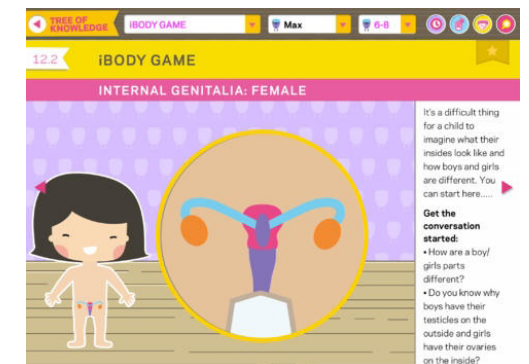 TREE OF
KNOWLEDGE
iBODY GAME
Max
6-8
12.2
iBODY GAME
INTERNAL GENITALIA: FEMALE
It's a difficult thing
for a child to
imagine what their
insides look like and
how boys and girls
are different. You
can start here.....
Get the
conversation
started:
• How are a boy/
girls parts
different?
• Do you know why
boys have their
testicles on the
outside and girls
have their ovaries
on the inside?